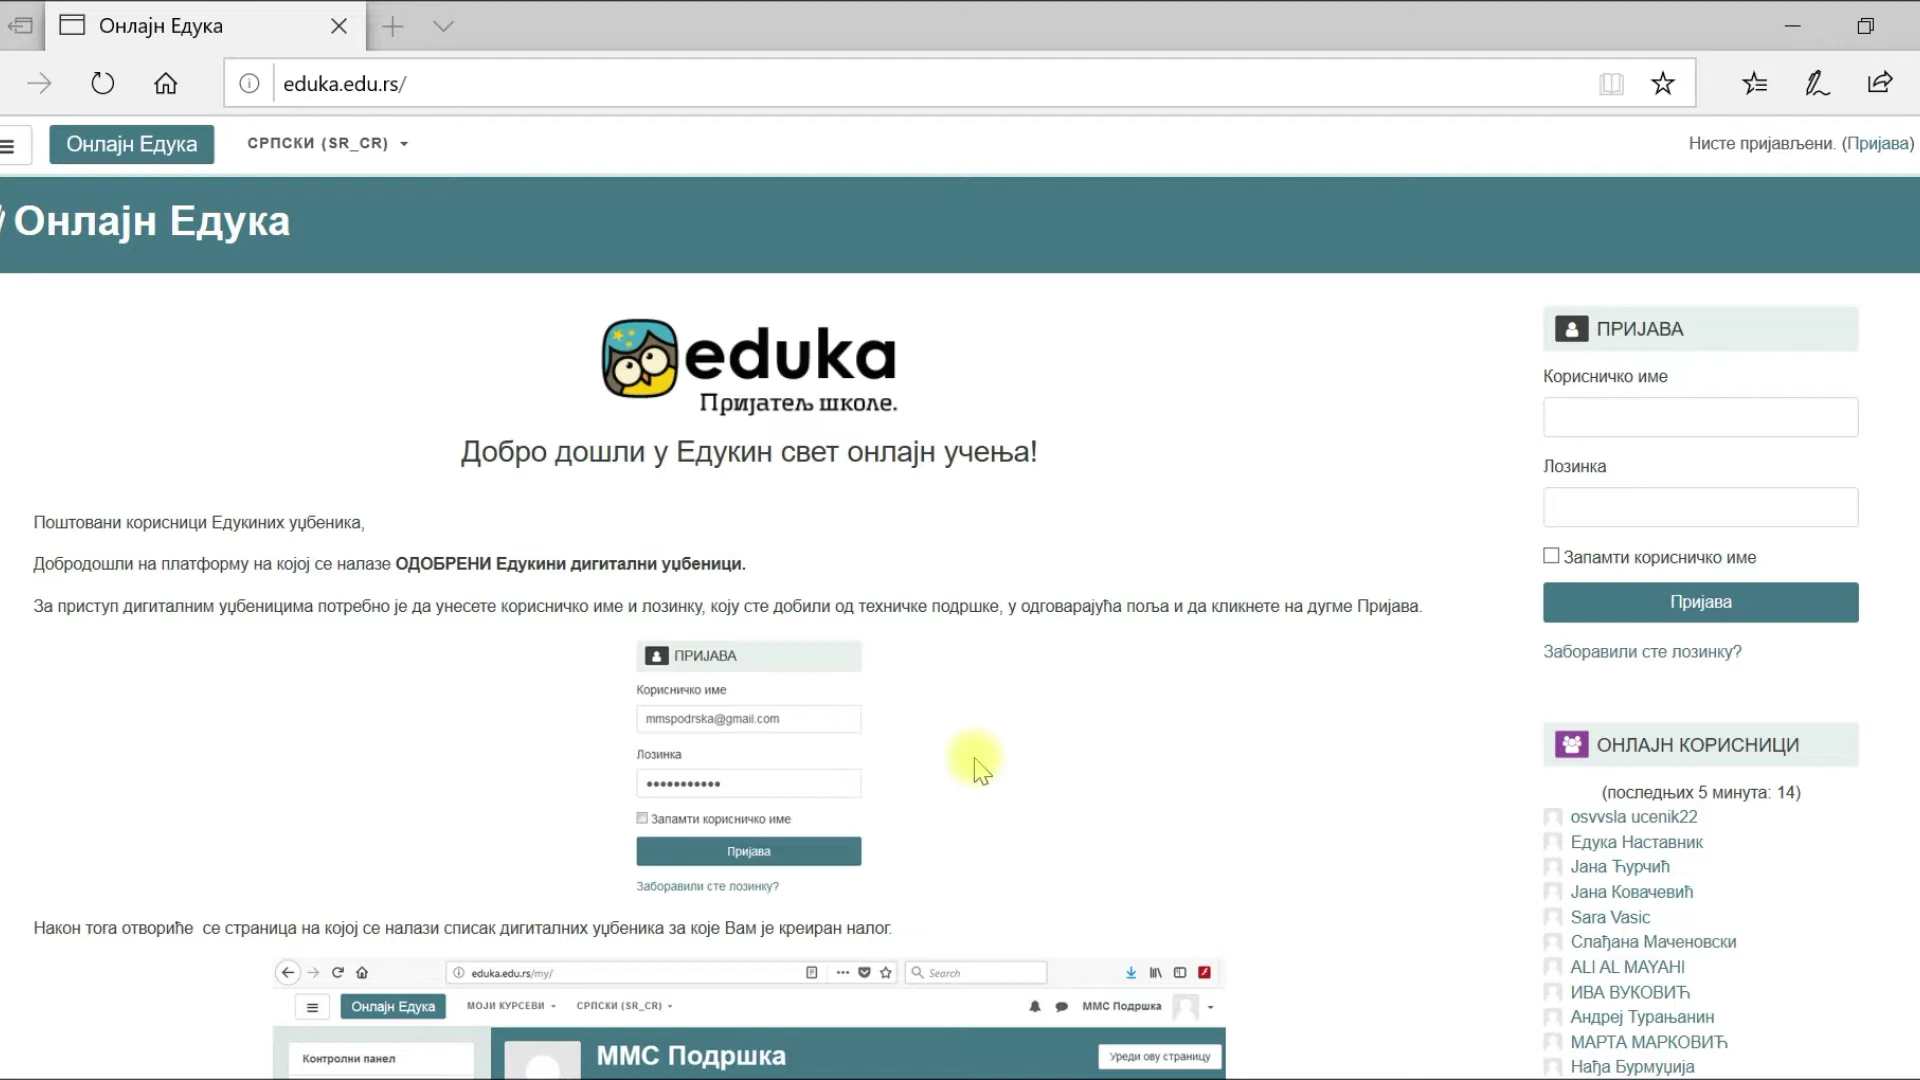 Онлајн Едука
eduka.edu.rs/
Онлајн Едука
СРПСКИ (SR_CR)
Нисте пријављени. (Пријава)
Онлајн Едука
eduka
Пријатељ школе.
Добро дошли у Едукин свет онлајн учења!
Поштовани корисници Едукиних уџбеника,
Добродошли на платформу на којој се налазе ОДОБРЕНИ Едукини дигитални уџбеници.
За приступ дигиталним уџбеницима потребно је да унесете корисничко име и лозинку, коју сте добили од техничке подршке, у одговарајућа поља и да кликнете на дугме Пријава.
ПРИЈАВА
Корисничко име
mmspodrska@gmail.com
Лозинка
Запамти корисничко име
Пријава
Заборавили сте лозинку?
Након тога отвориће се страница на којој се налази списак дигиталних уџбеника за које Вам је креиран налог.
eduka.edu.rs/my/
Search
Онлајн Едука
МОЈИ КУРСЕВИ
СРПСКИ (SR_CR)
ММС Подршка
Контролни панел
ММС Подршка
Уреди ову страницу
ПРИЈАВА
Корисничко име
Лозинка
Запамти корисничко име
Пријава
Заборавили сте лозинку?
ОНЛАЈН КОРИСНИЦИ
(последњих 5 минута: 14)
osvvsla ucenik22
Едука Наставник
Јана Ћурчић
Јана Ковачевић
Sara Vasic
Слађана Маченовски
ALI AL MAYAHI
ИВА ВУКОВИЋ
Андреј Турањанин
МАРТА МАРКОВИЋ
Нађа Бурмуџија